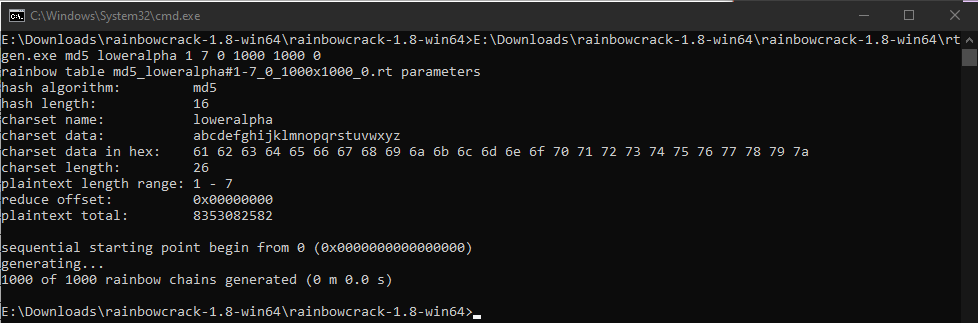 C:\Windows\System32\cmd.exe
E:\Downloads\rainbowcrack-1.8-win64\rainbowcrack-1.8-win64>E:\Downloads\rainbowcrack-1.8-win64\rainbowcrack-1.8-win64\rt
gen.exe md5 loweralpha 1 7 0 1000 1000 0
rainbow table md5_loweralpha#1-7_0_1000x1000_0.rt parameters
hash algorithm:         md5
hash length:            16
charset name:           loweralpha
charset data:           abcdefghijklmnopqrstuvwxyz
charset data in hex:    61 62 63 64 65 66 67 68 69 6a 6b 6c 6d 6e 6f 70 71 72 73 74 75 76 77 78 79 7a
charset length:         26
plaintext length range: 1 - 7
reduce offset:          0x00000000
plaintext total:        8353082582
sequential starting point begin from 0 (0x0000000000000000)
generating...
1000 of 1000 rainbow chains generated (0 m 0.0 s)
E:\Downloads\rainbowcrack-1.8-win64\rainbowcrack-1.8-win64>